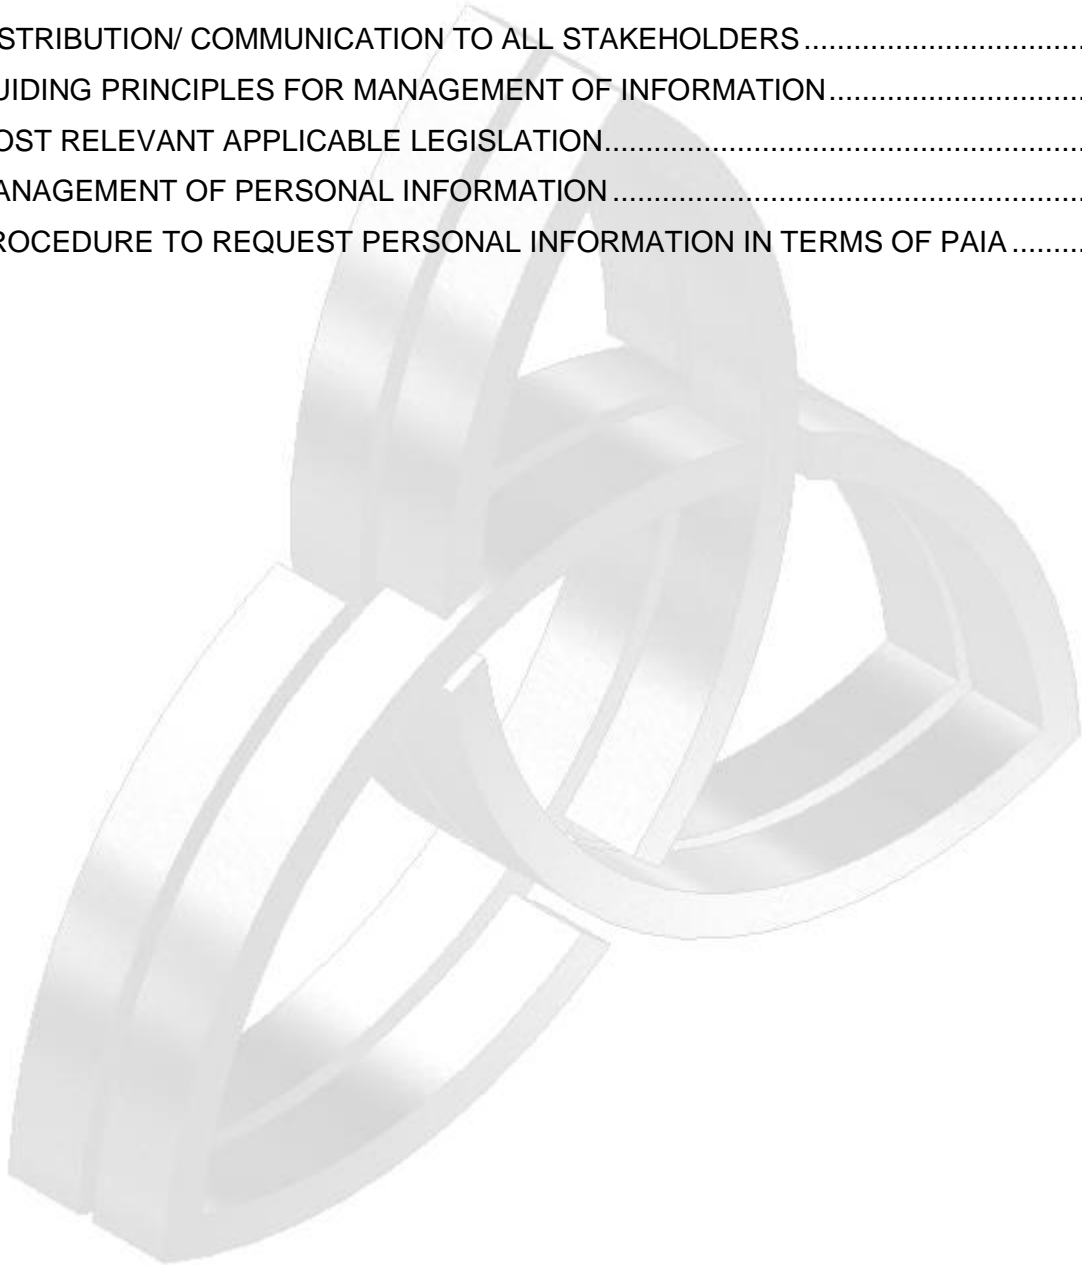 ISTRIBUTION/ COMMUNICATION TO ALL STAKEHOLDERS..................................
UIDING PRINCIPLES FOR MANAGEMENT OF INFORMATION...............................
OST RELEVANT APPLICABLE LEGISLATION..........................................................
ANAGEMENT OF PERSONAL INFORMATION.........................................................
ROCEDURE TO REQUEST PERSONAL INFORMATION IN TERMS OF PAIA.........